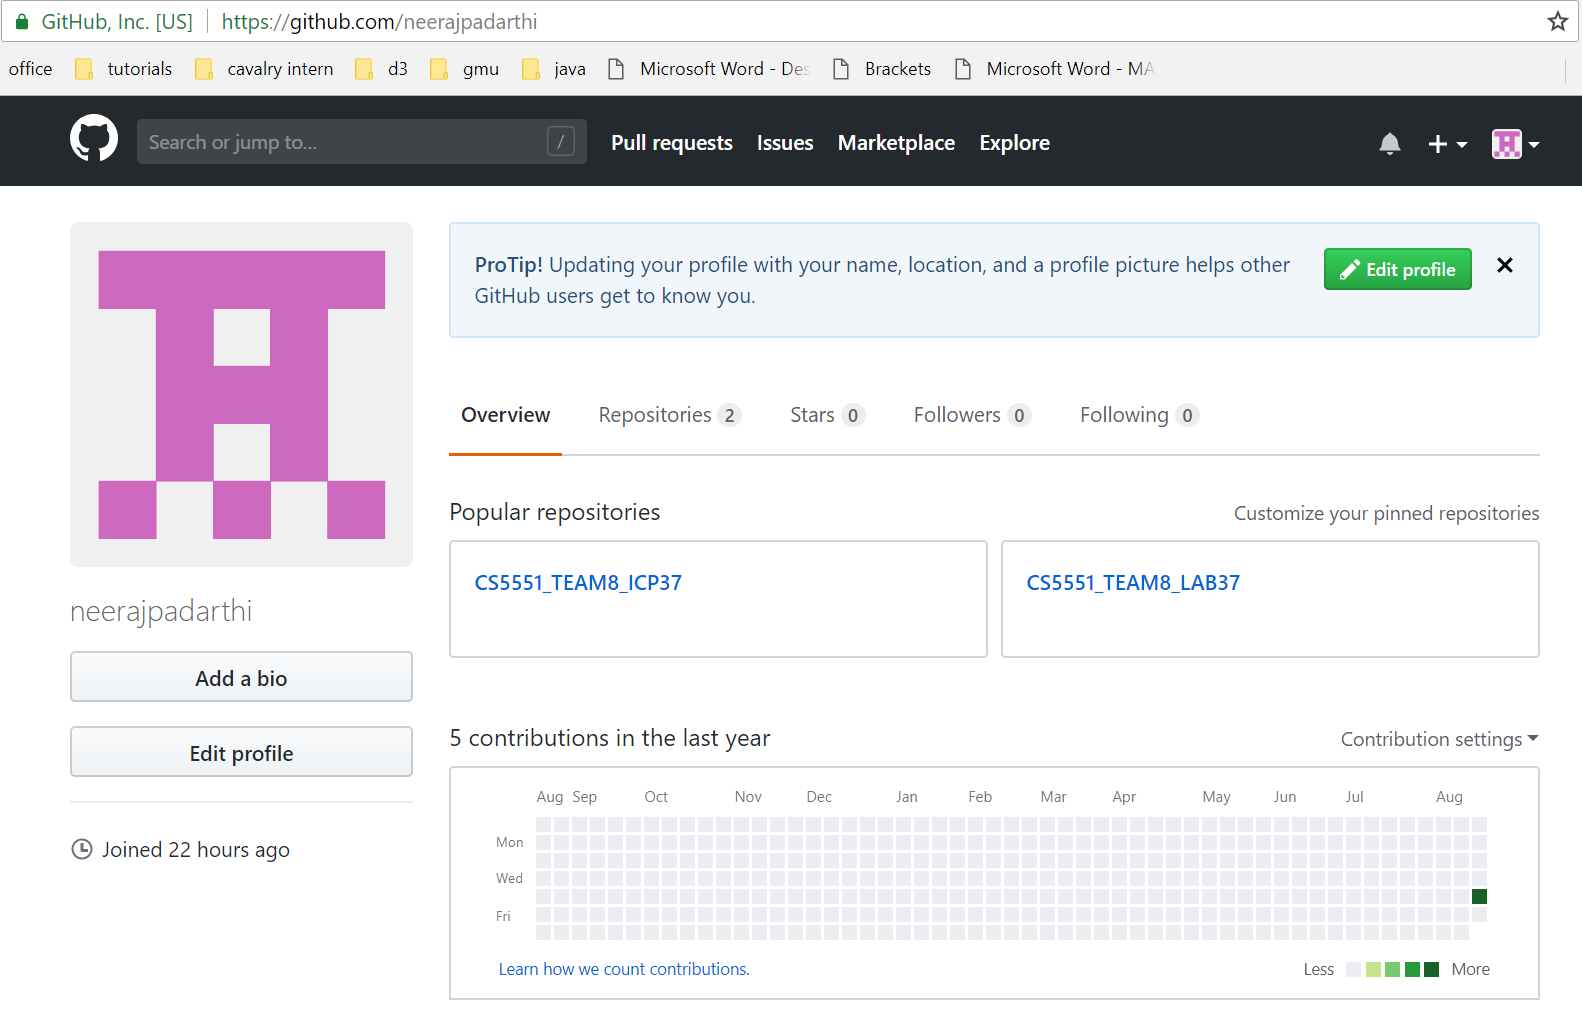 GitHub, Inc. [US] https://github.com/neerajpadarthi
office tutorials cavalry intern d3 gmu java Microsoft Word - Des Brackets Microsoft Word - MA
Search or jump to... / Pull requests Issues Marketplace Explore
ProTip! Updating your profile with your name, location, and a profile picture helps other
GitHub users get to know you.
Edit profile
Overview Repositories 2 Stars 0 Followers 0 Following 0
Popular repositories Customize your pinned repositories
CS5551_TEAM8_ICP37 CS5551_TEAM8_LAB37
neerajpadarthi
Add a bio
Edit profile
Joined 22 hours ago
5 contributions in the last year Contribution settings
Aug Sep Oct Nov Dec Jan Feb Mar Apr May Jun Jul Aug
Mon
Wed
Fri
Learn how we count contributions. Less More